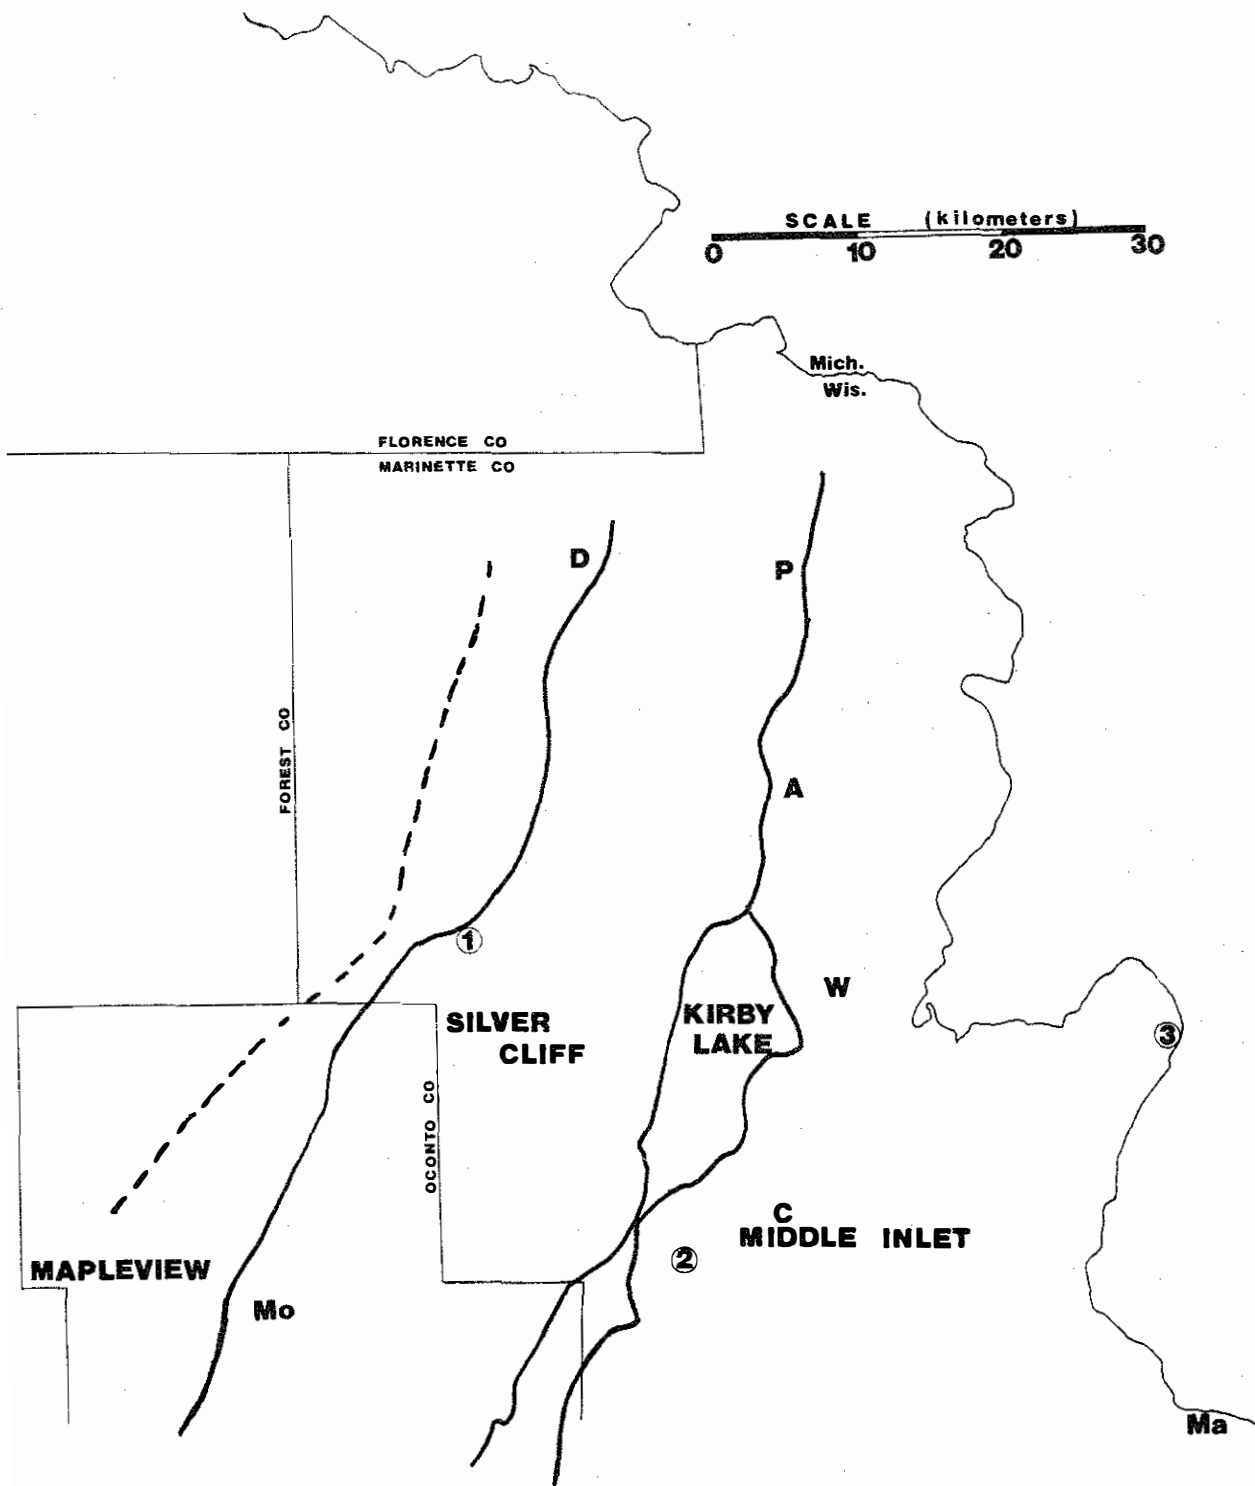 SCALE (kilometers)
0 10 20 30
Mich.
Wis.
FLORENCE CO
MARINETTE CO
D
P
FOREST CO
A
1
W
SILVER
CLIFF
KIRBY
LAKE
3
OCONTO CO
C
MIDDLE INLET
2
MAPLEVIEW
Mo
Ma